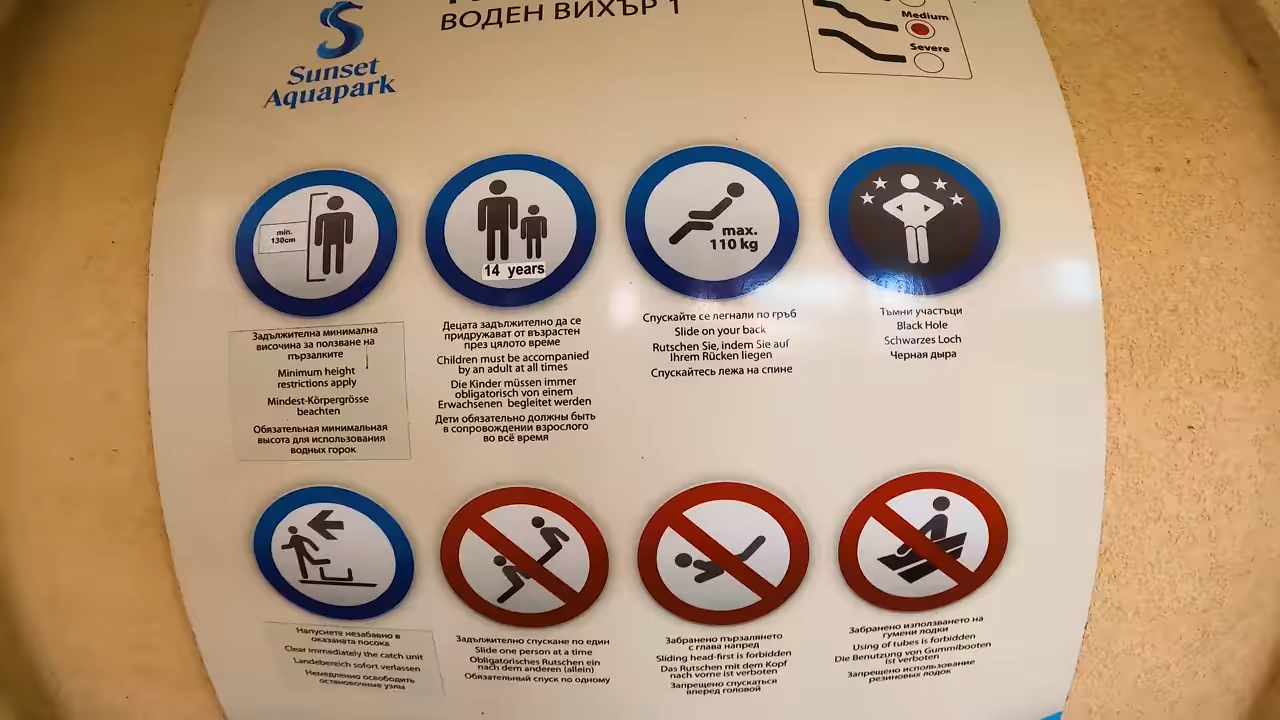 Sunset
Aquapark
ВОДЕН ВИХЪР 1
Medium
Severe
min.
130cm
14 years
max.
110 kg
Задължителна минимална
височина за ползване на
пързалките
Minimum height
restrictions apply
Mindest-Körpergrösse
beachten
Обязательная минимальная
высота для использования
водных горок
Децата задължително да се
придружават от възрастен
през цялото време
Children must be accompanied
by an adult at all times
Die Kinder müssen immer
obligatorisch von einem
Erwachsenen begleitet werden
Дети обязательно должны быть
в сопровождении взрослого
во всё время
Спускайте се легнали по гръб
Slide on your back
Rutschen Sie, indem Sie auf
Ihrem Rücken liegen
Спускайтесь лежа на спине
Тъмни участъци
Black Hole
Schwarzes Loch
Черная дыра
Напуснете незабавно в
оказаната посока
Clear immediately the catch unit
Landebereich sofort verlassen
Немедленно освободить
остановочные узлы
Задължително спускане по един
Slide one person at a time
Obligatorisches Rutschen ein
nach dem anderen (allein)
Обязательный спуск по одному
Забранено пързалянето
с глава напред
Sliding head-first is forbidden
Das Rutschen mit dem Kopf
nach vorne ist verboten
Запрещено спускаться
вперед головой
Забранено използването на
гумени лодки
Using of tubes is forbidden
Die Benutzung von Gummibooten
ist verboten
Запрещено использование
резиновых лодок